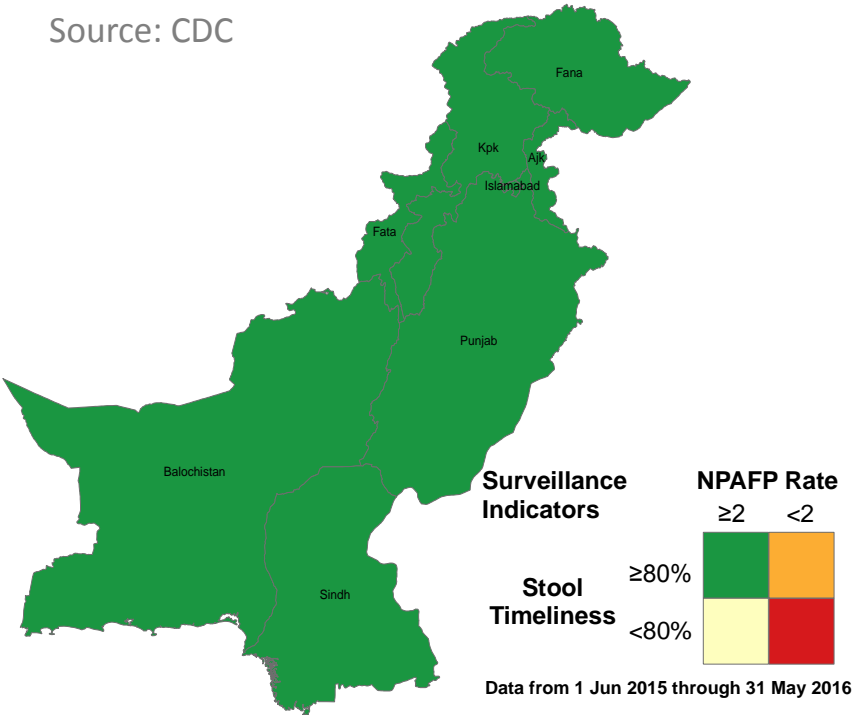 Source: CDC
Fana
Kpk
Ajk
Islamabad
Fata
Punjab
Balochistan
Sindh
Surveillance
Indicators
NPAFP Rate
≥2 <2
Stool
Timeliness
≥80%
<80%
Data from 1 Jun 2015 through 31 May 2016